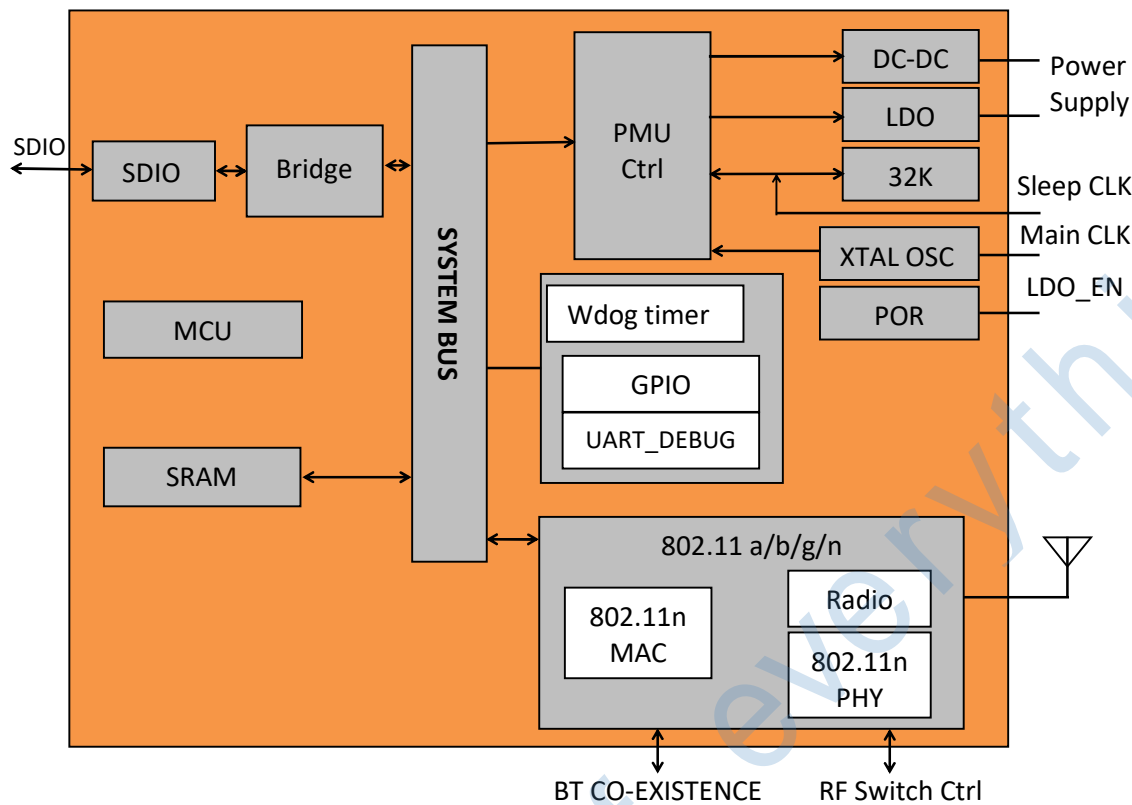 SDIO
SDIO
Bridge
MCU
SRAM
SYSTEM BUS
PMU
Ctrl
DC-DC
LDO
32K
XTAL OSC
POR
Power
Supply
Sleep CLK
Main CLK
LDO_EN
Wdog timer
GPIO
UART_DEBUG
802.11 a/b/g/n
802.11n
MAC
Radio
802.11n
PHY
BT CO-EXISTENCE
RF Switch Ctrl